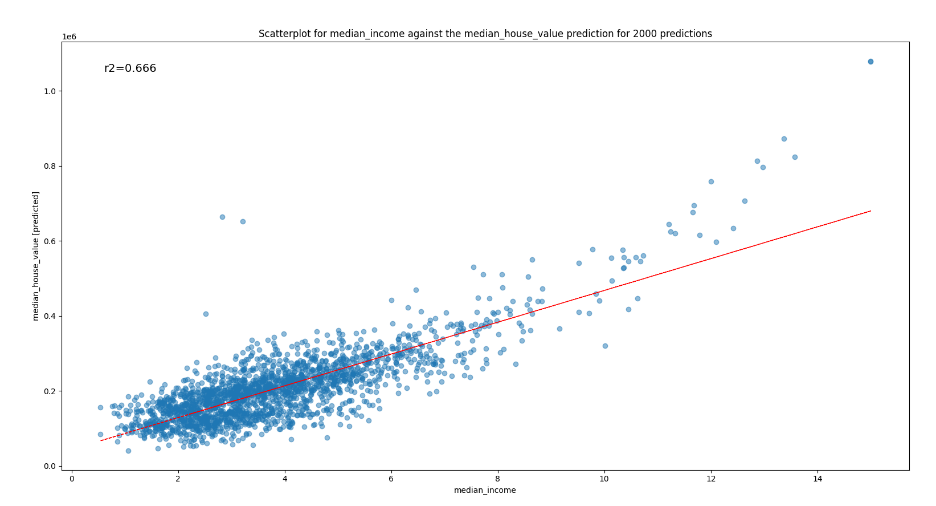 Scatterplot for median_income against the median_house_value prediction for 2000 predictions
1e6
r2=0.666
1.0
0.8
0.6
0.4
0.2
0.0
median_house_value [predicted]
0 2 4 6 8 10 12 14
median_income